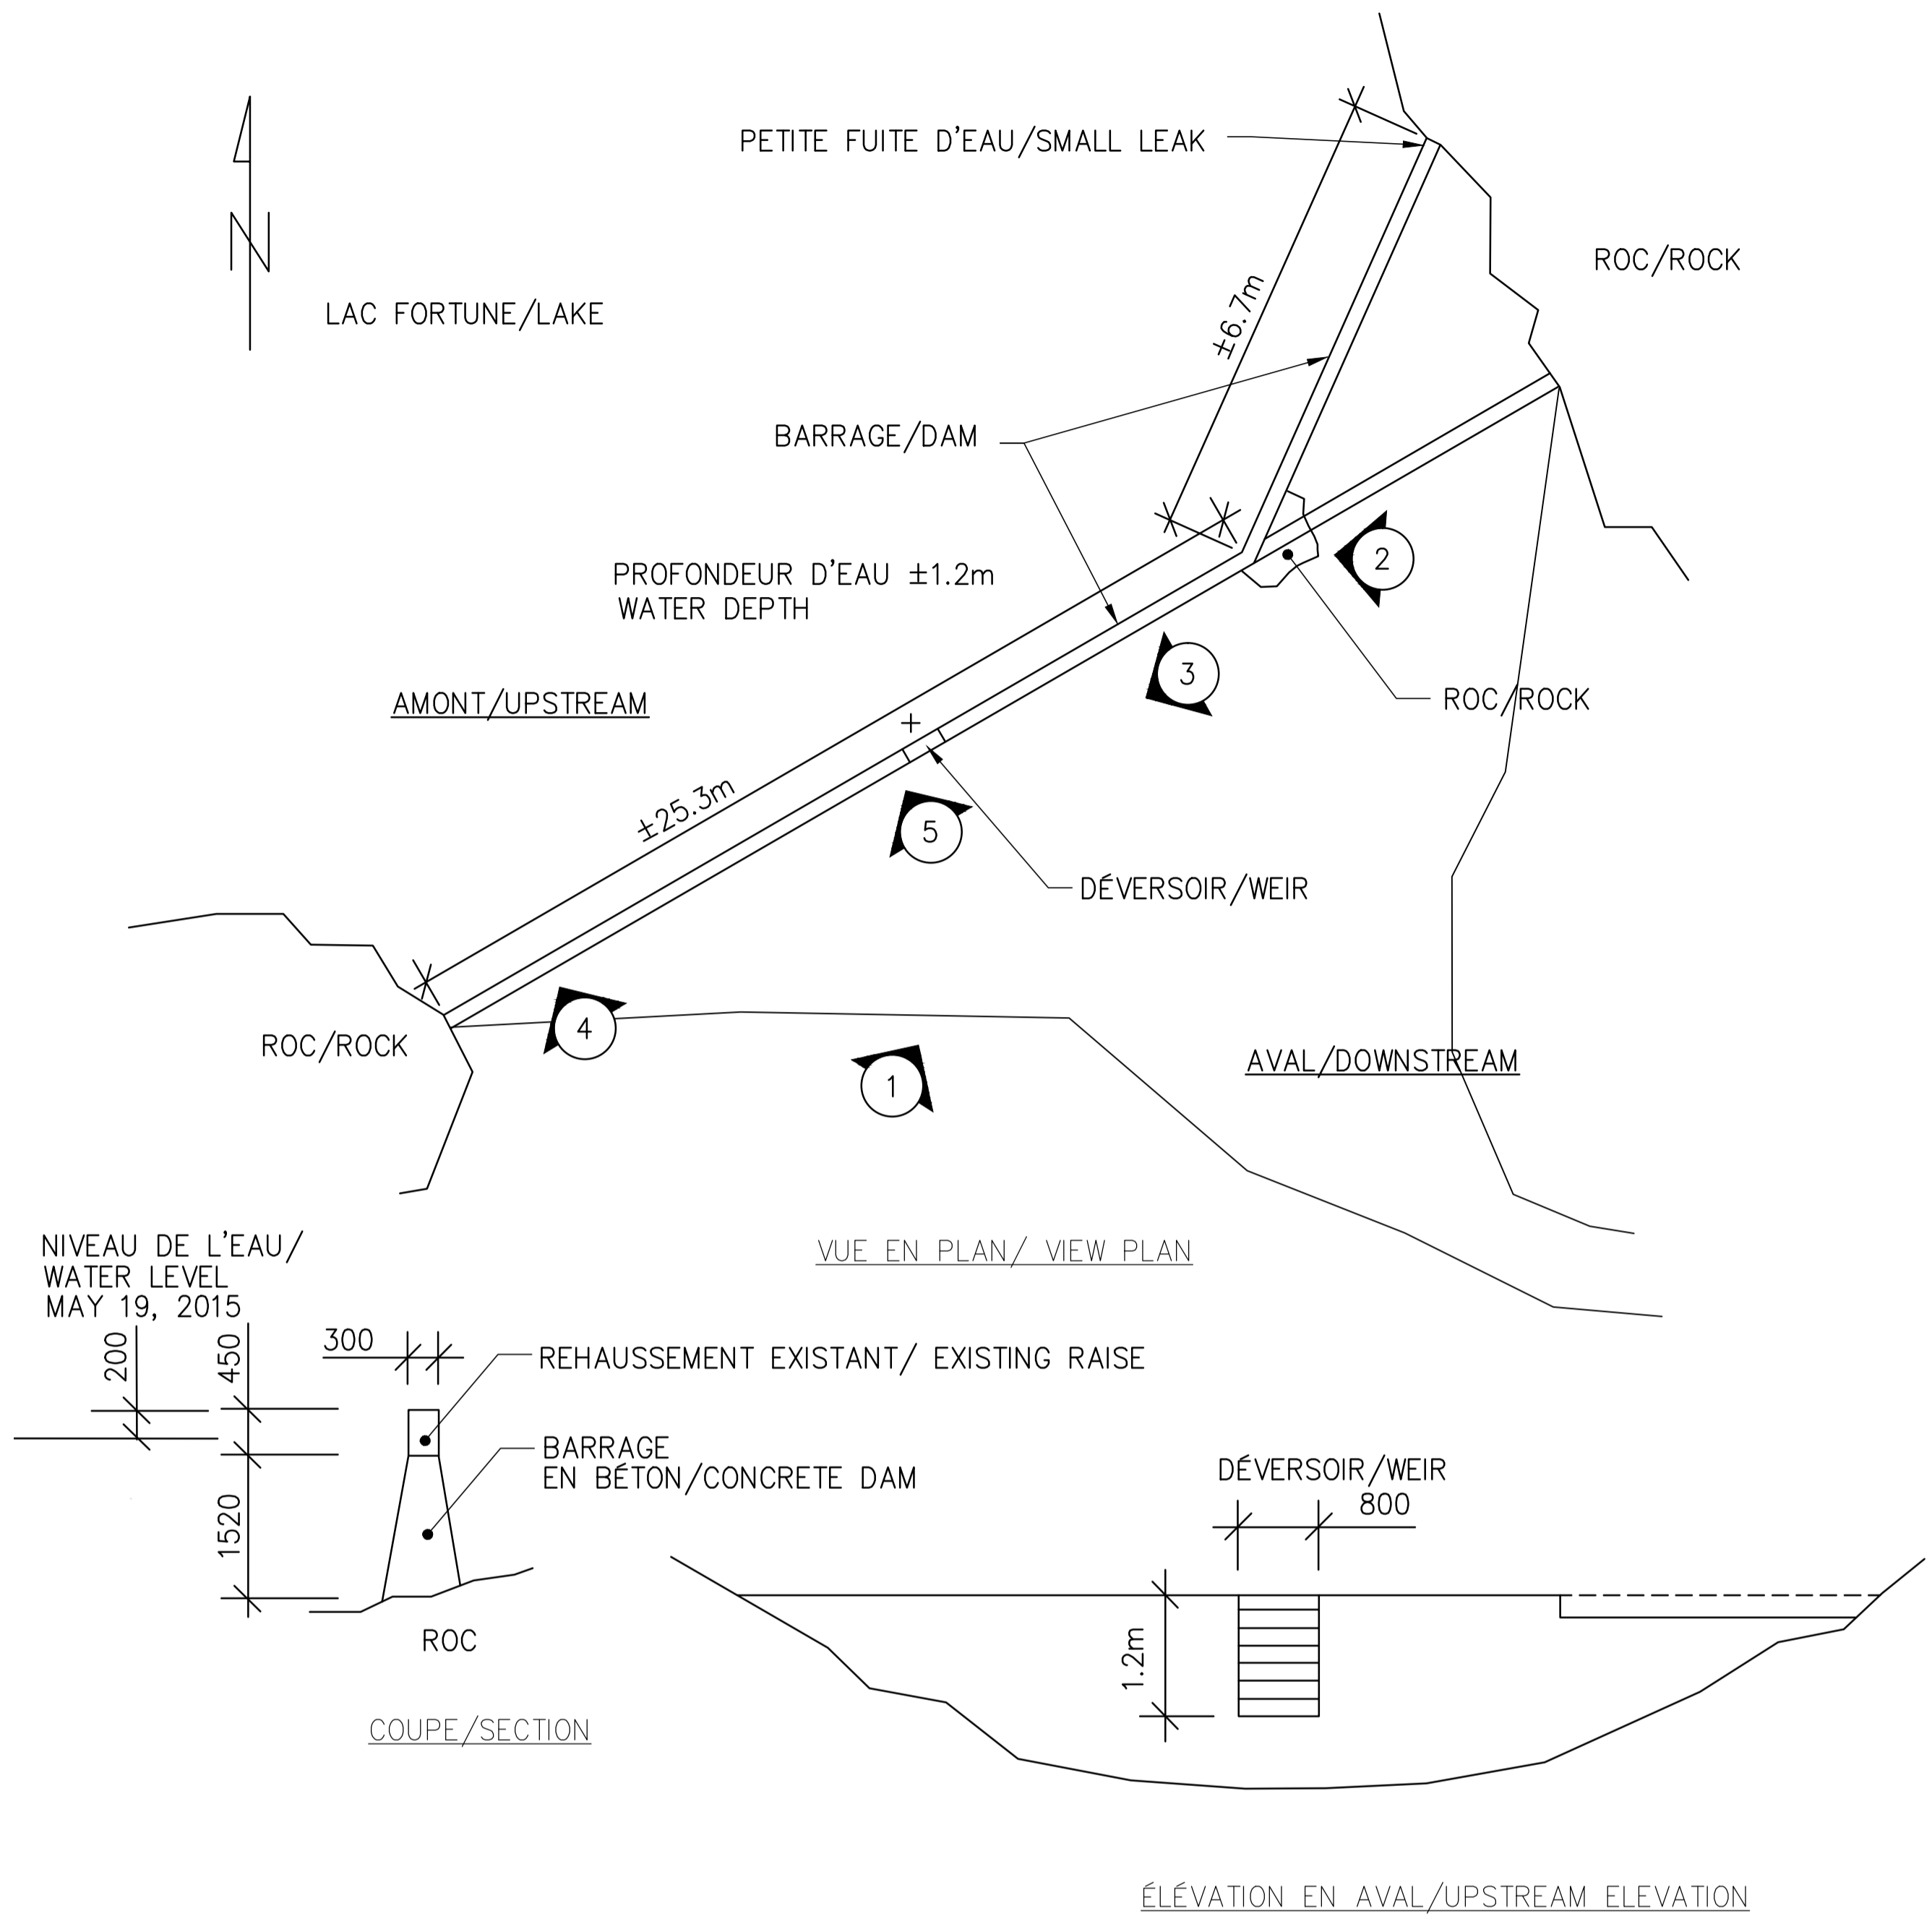 PETITE FUITE D'EAU/SMALL LEAK
N
ROC/ROCK
LAC FORTUNE/LAKE
±6.7m
BARRAGE/DAM
2
PROFONDEUR D'EAU ±1.2m
WATER DEPTH
3
AMONT/UPSTREAM
ROC/ROCK
±25.3m
5
DÉVERSOIR/WEIR
4
ROC/ROCK
AVAL/DOWNSTREAM
1
VUE EN PLAN/ VIEW PLAN
NIVEAU DE L'EAU/
WATER LEVEL
MAY 19, 2015
200
450
300
REHAUSSEMENT EXISTANT/ EXISTING RAISE
BARRAGE
EN BÉTON/CONCRETE DAM
1520
ROC
COUPE/SECTION
DÉVERSOIR/WEIR
800
1.2m
ÉLÉVATION EN AVAL/UPSTREAM ELEVATION